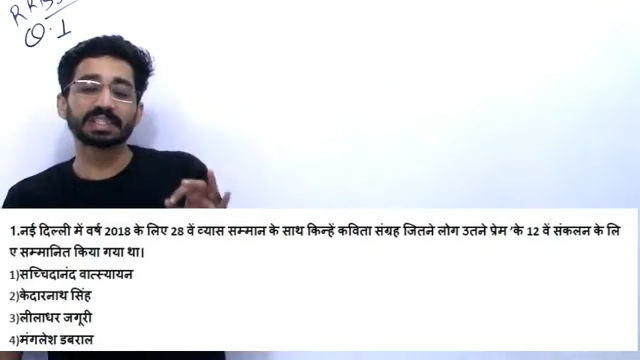 Q.1
1.नई दिल्ली में वर्ष 2018 के लिए 28 वें व्यास सम्मान के साथ किन्हें कविता संग्रह जितने लोग उतने प्रेम 'के 12 वें संकलन के लि
ए सम्मानित किया गया था।
1)सच्चिदानंद वात्स्यायन
2)केदारनाथ सिंह
3)लीलाधर जगूरी
4)मंगलेश डबराल